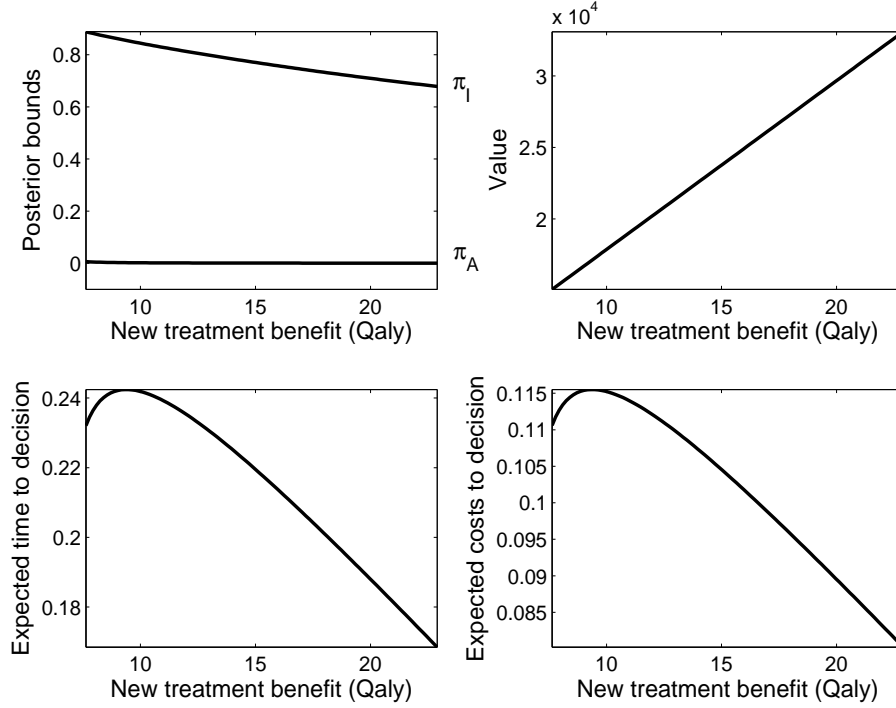 Posterior bounds
0.8
0.6
0.4
0.2
0
π_I
π_A
10 15 20
New treatment benefit (Qaly)
x 10^4
Value
3
2.5
2
10 15 20
New treatment benefit (Qaly)
Expected time to decision
0.24
0.22
0.2
0.18
10 15 20
New treatment benefit (Qaly)
Expected costs to decision
0.115
0.11
0.105
0.1
0.095
0.09
0.085
10 15 20
New treatment benefit (Qaly)